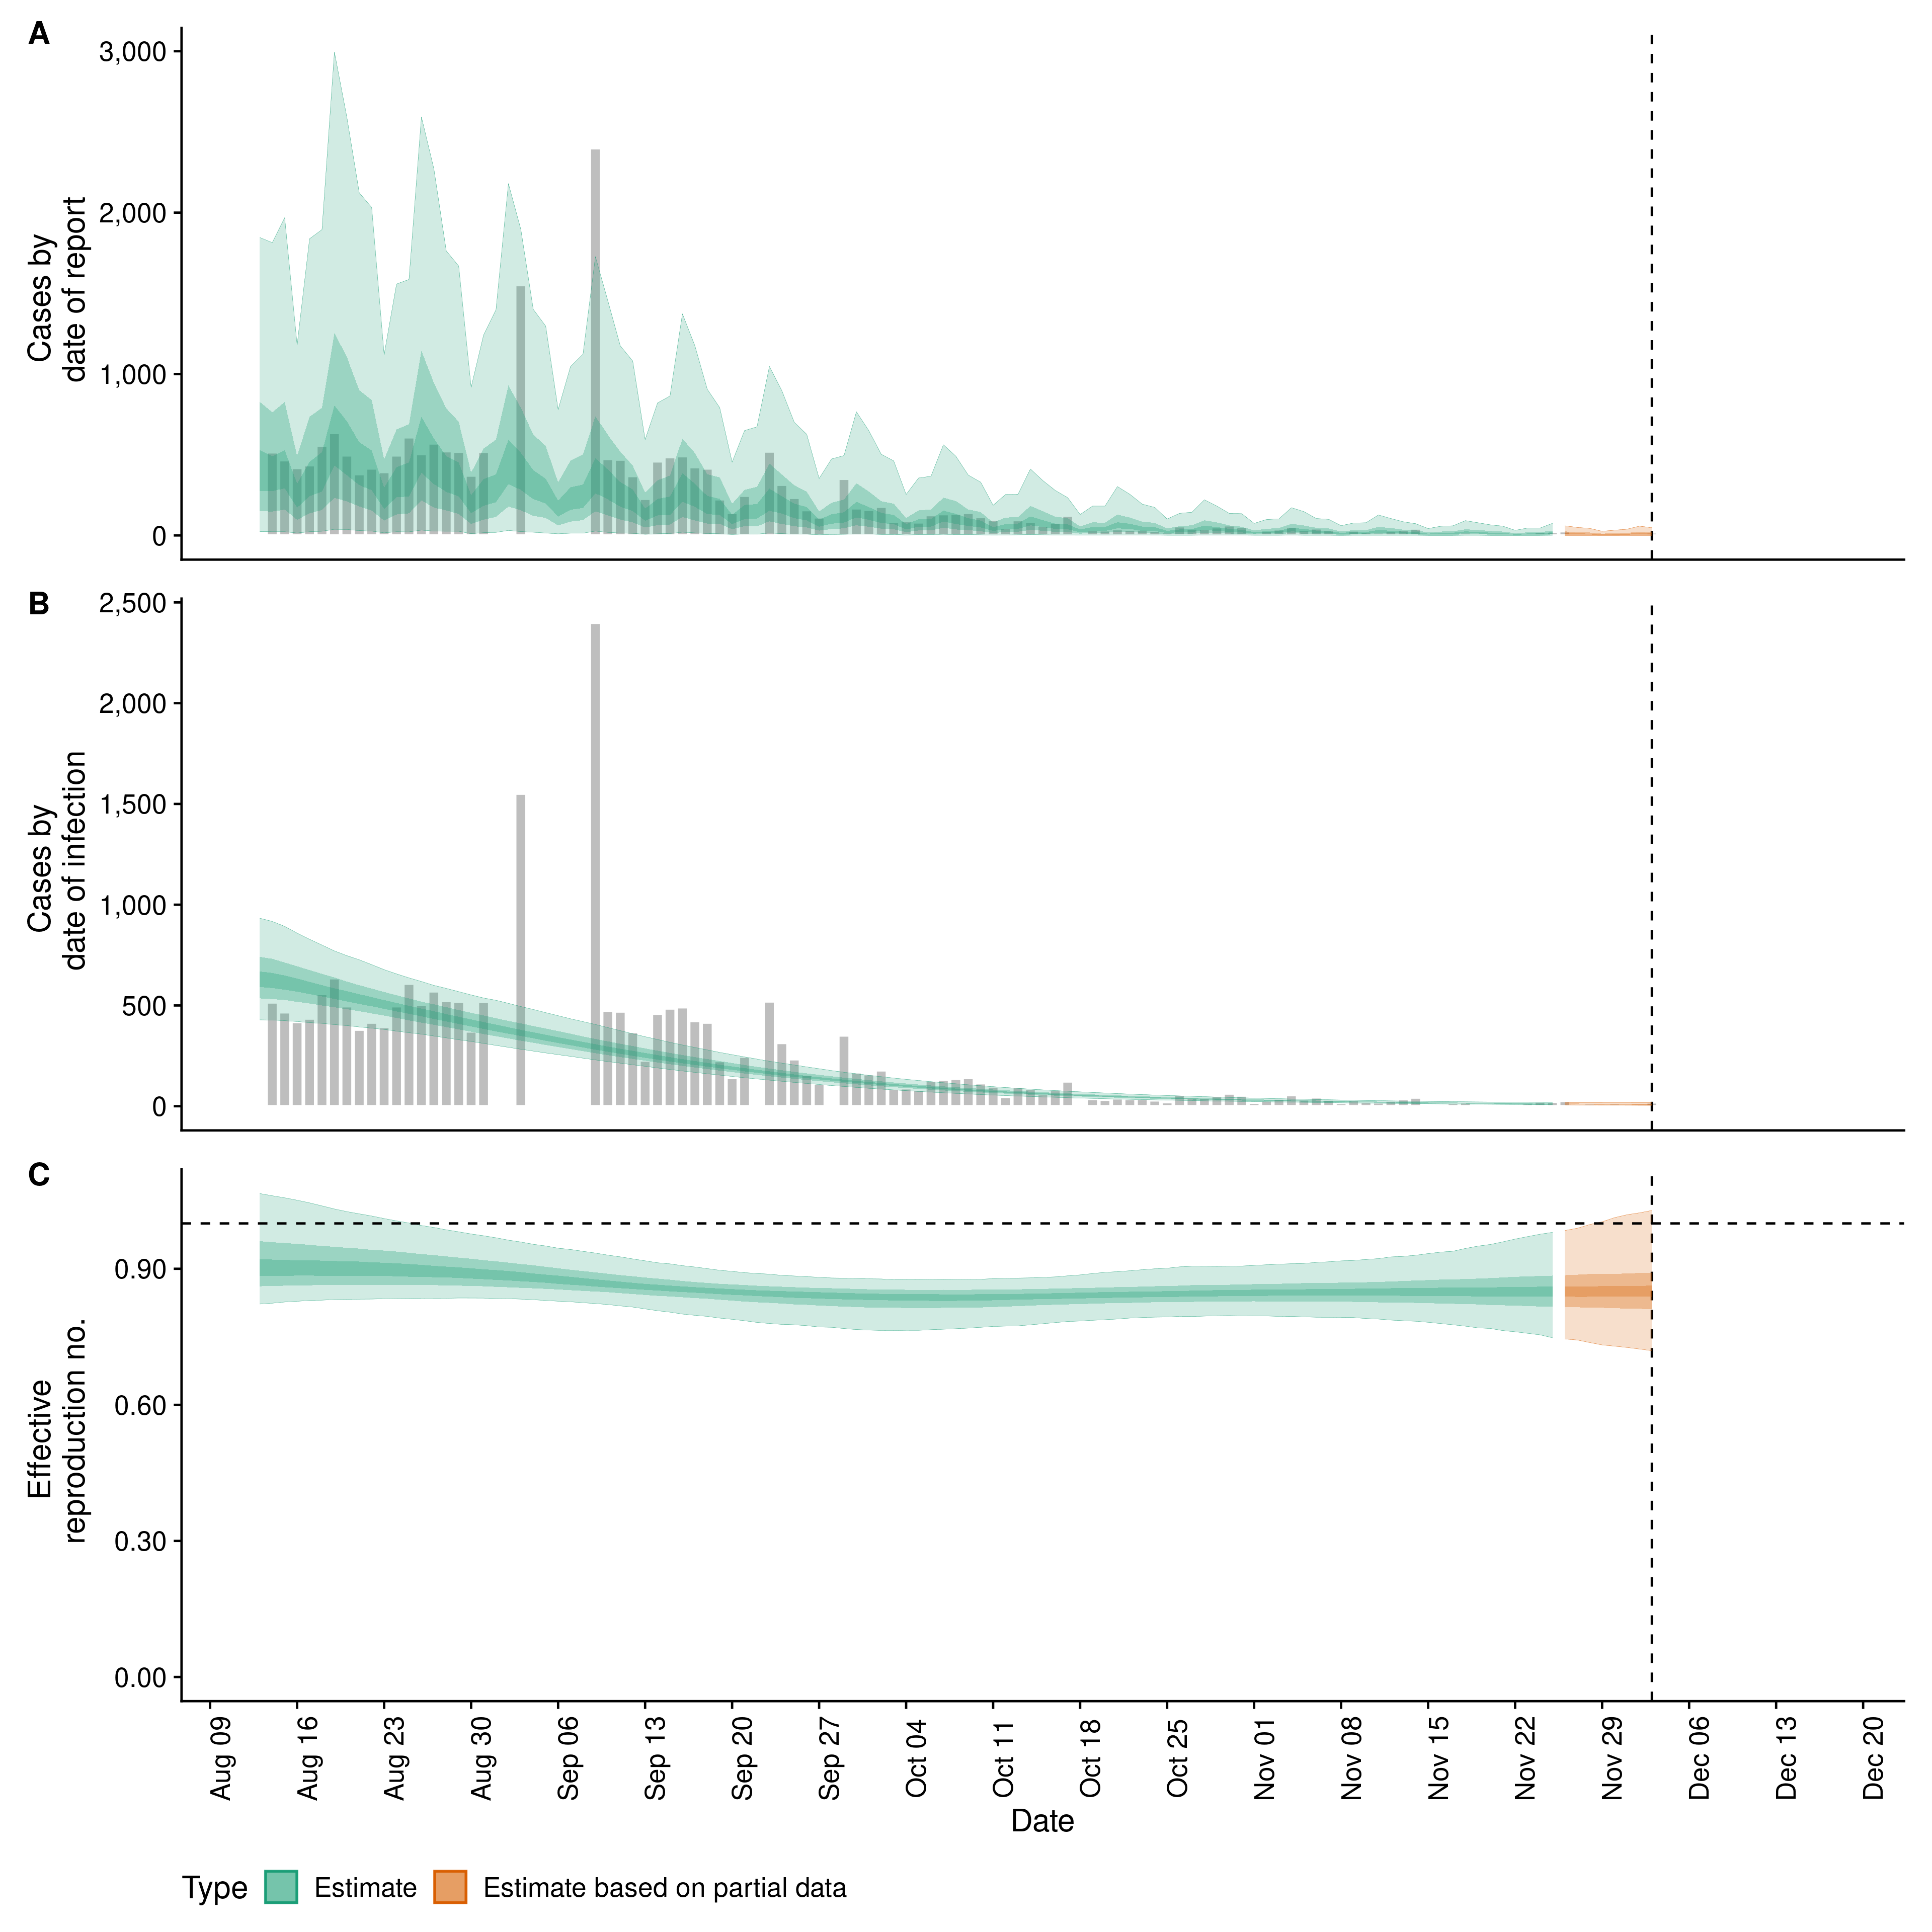 A
Cases by
date of report
3,000
2,000
1,000
0
B
Cases by
date of infection
2,500
2,000
1,500
1,000
500
0
C
Effective
reproduction no.
0.90
0.60
0.30
0.00
Aug 09
Aug 16
Aug 23
Aug 30
Sep 06
Sep 13
Sep 20
Sep 27
Oct 04
Oct 11
Oct 18
Oct 25
Nov 01
Nov 08
Nov 15
Nov 22
Nov 29
Dec 06
Dec 13
Dec 20
Date
Type Estimate Estimate based on partial data